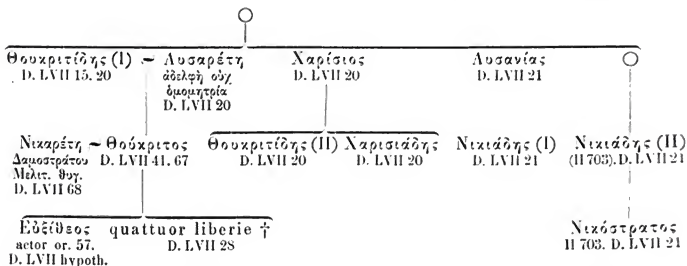 Θουκριτίδης (I) ~ Λυσαρέτη Χαρίσιος Λυσανίας
D. LVII 15. 20 ἀδελφὴ οὐχ D. LVII 20 D. LVII 21
ὁμομητρία
D. LVII 20
Νικαρέτη ~ Θούκριτος Θουκριτίδης (II) Χαρισιάδης Νικιάδης (I) Νικιάδης (II)
Δαμοστράτου D. LVII 41. 67 D. LVII 20 D. LVII 20 D. LVII 21 (II 703). D. LVII 21
Μελιτ. θυγ.
D. LVII 68
Εὐξίθεος quattuor liberie † Νικόστρατος
actor or. 57. D. LVII 28 II 703. D. LVII 21
D. LVII hypoth.